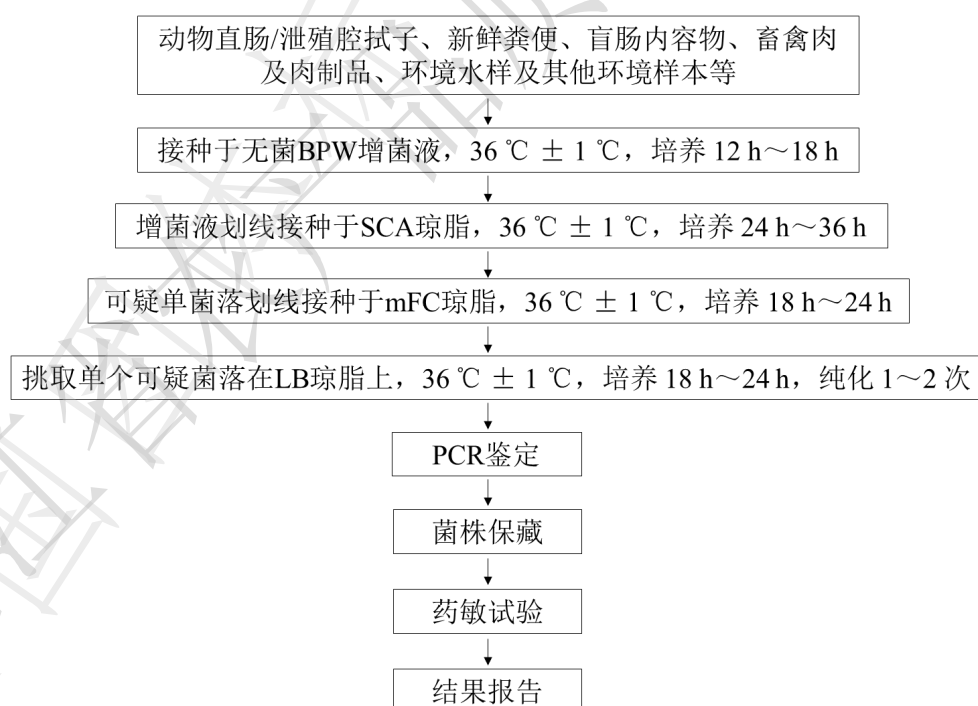 动物直肠/泄殖腔拭子、新鲜粪便、盲肠内容物、畜禽肉
及肉制品、环境水样及其他环境样本等
接种于无菌BPW增菌液，36 ℃ ± 1 ℃，培养 12 h～18 h
增菌液划线接种于SCA琼脂，36 ℃ ± 1 ℃，培养 24 h～36 h
可疑单菌落划线接种于mFC琼脂，36 ℃ ± 1 ℃，培养 18 h～24 h
挑取单个可疑菌落在LB琼脂上，36 ℃ ± 1 ℃，培养 18 h～24 h，纯化 1～2 次
PCR鉴定
菌株保藏
药敏试验
结果报告